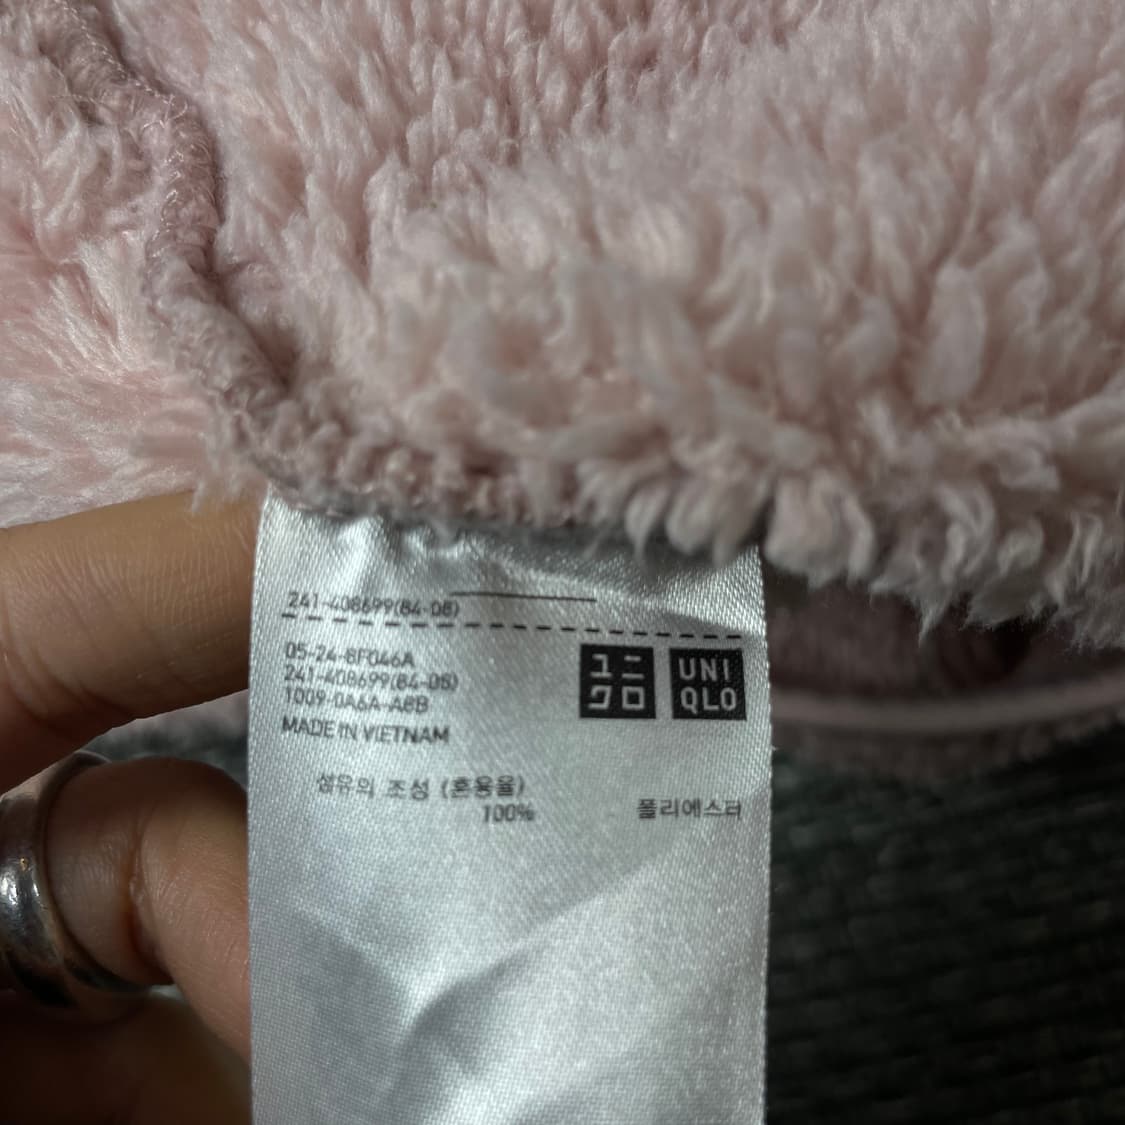 241-408699(84-08)
05-24-8F046A
241-408699(84-08)
1009-0A6A-A8B
MADE IN VIETNAM
ユニ
クロ
UNI
QLO
섬유의 조성 (혼용율)
100% 폴리에스터